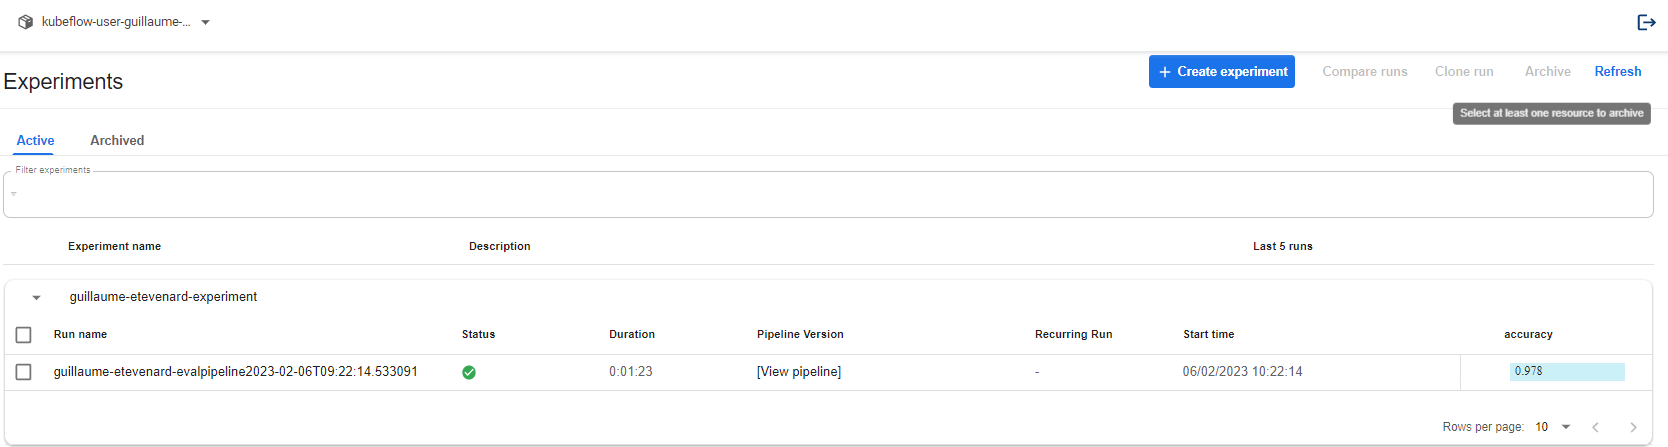 kubeflow-user-guillaume-...
Experiments
+ Create experiment Compare runs Clone run Archive Refresh
Select at least one resource to archive
Active Archived
Filter experiments
Experiment name Description Last 5 runs
guillaume-etevenard-experiment
Run name Status Duration Pipeline Version Recurring Run Start time accuracy
guillaume-etevenard-evalpipeline2023-02-06T09:22:14.533091 0:01:23 [View pipeline] - 06/02/2023 10:22:14 0.978
Rows per page: 10